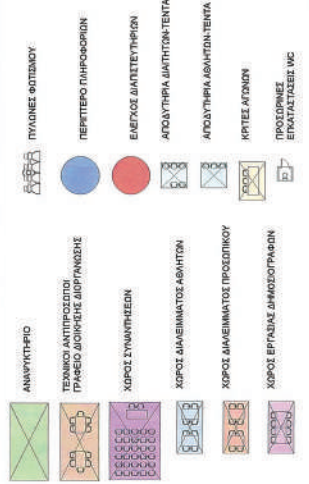 ΑΝΑΨΥΚΤΗΡΙΟ
ΤΕΧΝΙΚΟΙ ΑΝΤΙΠΡΟΣΩΠΟΙ
ΓΡΑΦΕΙΟ ΔΙΟΙΚΗΣΗΣ ΔΙΟΡΓΑΝΩΣΗΣ
ΧΩΡΟΣ ΣΥΝΑΝΤΗΣΕΩΝ
ΧΩΡΟΣ ΔΙΑΛΕΙΜΜΑΤΟΣ ΑΘΛΗΤΩΝ
ΧΩΡΟΣ ΔΙΑΛΕΙΜΜΑΤΟΣ ΠΡΟΣΩΠΙΚΟΥ
ΧΩΡΟΣ ΕΡΓΑΣΙΑΣ ΔΗΜΟΣΙΟΓΡΑΦΩΝ
ΠΥΛΩΝΕΣ ΦΩΤΙΣΜΟΥ
ΠΕΡΙΠΤΕΡΟ ΠΛΗΡΟΦΟΡΙΩΝ
ΕΛΕΓΧΟΣ ΔΙΑΠΙΣΤΕΥΤΗΡΙΩΝ
ΑΠΟΔΥΤΗΡΙΑ ΔΙΑΙΤΗΤΩΝ-ΤΕΝΤΑ
ΑΠΟΔΥΤΗΡΙΑ ΑΘΛΗΤΩΝ-ΤΕΝΤΑ
ΚΡΙΤΕΣ ΑΓΩΝΩΝ
ΠΡΟΣΩΡΙΝΕΣ
ΕΓΚΑΤΑΣΤΑΣΕΙΣ WC